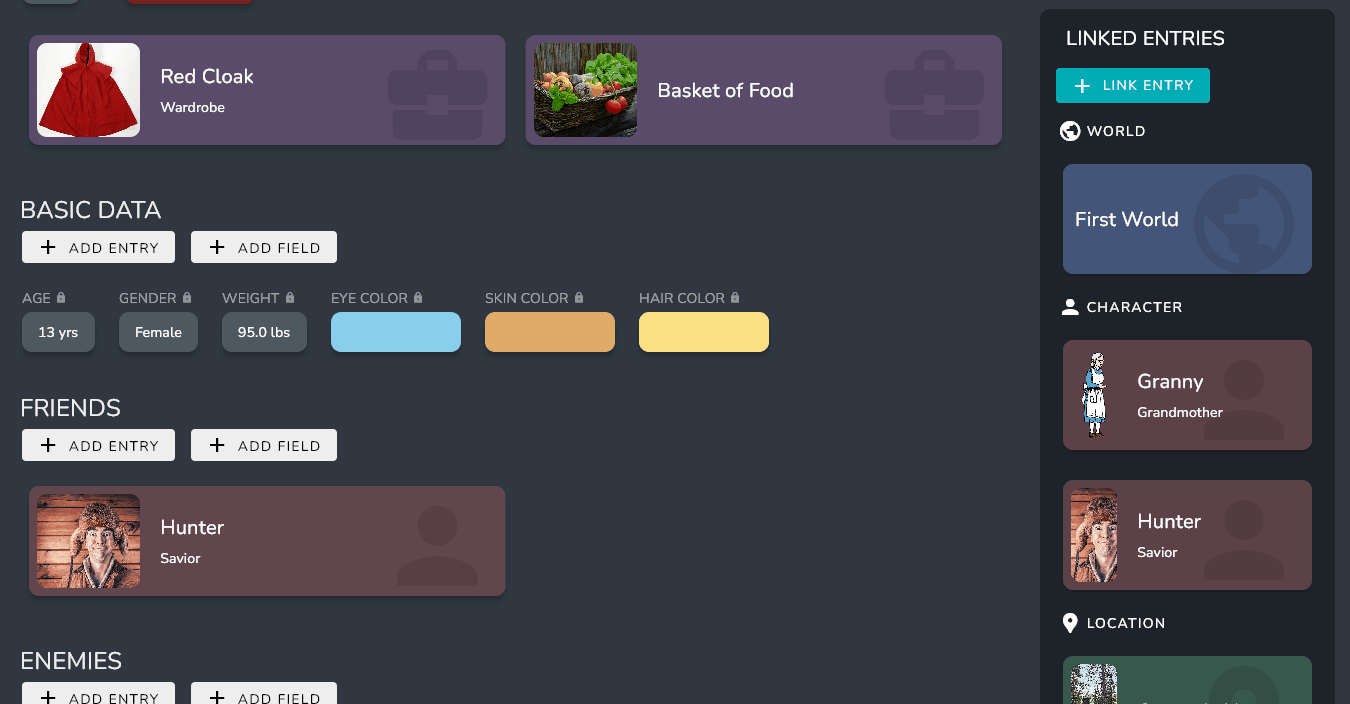 Red Cloak
Wardrobe
Basket of Food
BASIC DATA
+ ADD ENTRY
+ ADD FIELD
AGE
GENDER
WEIGHT
EYE COLOR
SKIN COLOR
HAIR COLOR
13 yrs
Female
95.0 lbs
FRIENDS
+ ADD ENTRY
+ ADD FIELD
Hunter
Savior
ENEMIES
+ ADD ENTRY
+ ADD FIELD
LINKED ENTRIES
+ LINK ENTRY
WORLD
First World
CHARACTER
Granny
Grandmother
Hunter
Savior
LOCATION